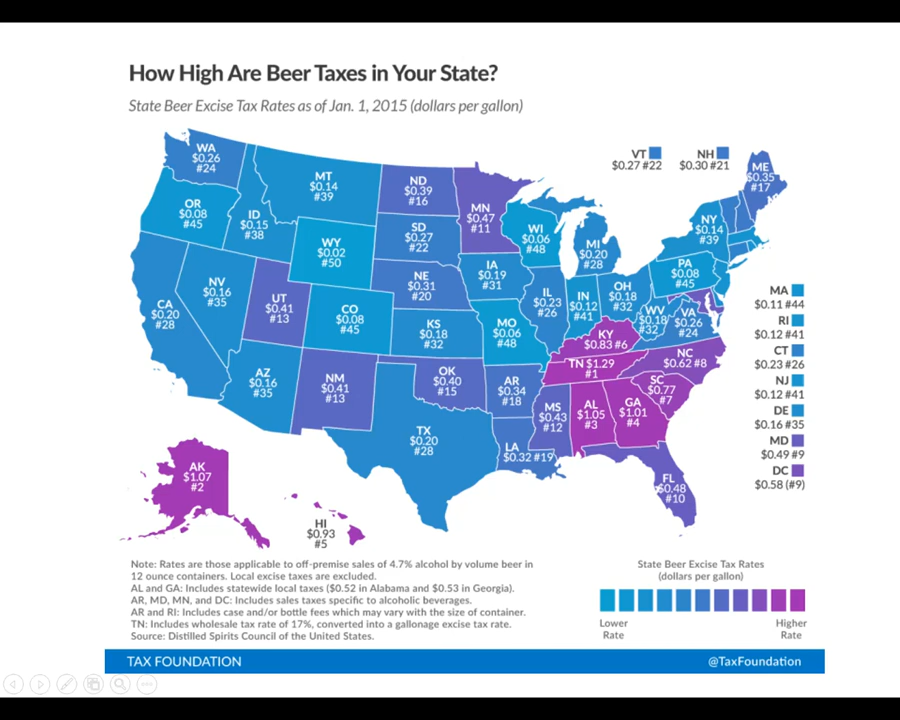 How High Are Beer Taxes in Your State?
State Beer Excise Tax Rates as of Jan. 1, 2015 (dollars per gallon)
WA
$0.26
#24
OR
$0.08
#45
CA
$0.20
#28
NV
$0.16
#35
ID
$0.15
#38
MT
$0.14
#39
WY
$0.02
#50
UT
$0.41
#13
AZ
$0.16
#35
CO
$0.08
#45
NM
$0.41
#13
ND
$0.39
#16
SD
$0.27
#22
NE
$0.31
#20
KS
$0.18
#32
OK
$0.40
#15
TX
$0.20
#28
MN
$0.47
#11
IA
$0.19
#31
MO
$0.06
#48
AR
$0.34
#18
LA
$0.32 #19
WI
$0.06
#48
IL
$0.23
#26
MI
$0.20
#28
IN
$0.12
#41
OH
$0.18
#32
KY
$0.83 #6
TN $1.29
#1
MS
$0.43
#12
AL
$1.05
#3
GA
$1.01
#4
FL
$0.48
#10
SC
$0.77
#7
NC
$0.62 #8
WV
$0.18
#32
VA
$0.26
#24
PA
$0.08
#45
NY
$0.14
#39
ME
$0.35
#17
VT
$0.27 #22
NH
$0.30 #21
MA
$0.11 #44
RI
$0.12 #41
CT
$0.23 #26
NJ
$0.12 #41
DE
$0.16 #35
MD
$0.49 #9
DC
$0.58 (#9)
AK
$1.07
#2
HI
$0.93
#5
Note: Rates are those applicable to off-premise sales of 4.7% alcohol by volume beer in
12 ounce containers. Local excise taxes are excluded.
AL and GA: Includes statewide local taxes ($0.52 in Alabama and $0.53 in Georgia).
AR, MD, MN, and DC: Includes sales taxes specific to alcoholic beverages.
AR and RI: Includes case and/or bottle fees which may vary with the size of container.
TN: Includes wholesale tax rate of 17%, converted into a gallonage excise tax rate.
Source: Distilled Spirits Council of the United States.
State Beer Excise Tax Rates
(dollars per gallon)
Lower
Rate
Higher
Rate
TAX FOUNDATION
@TaxFoundation